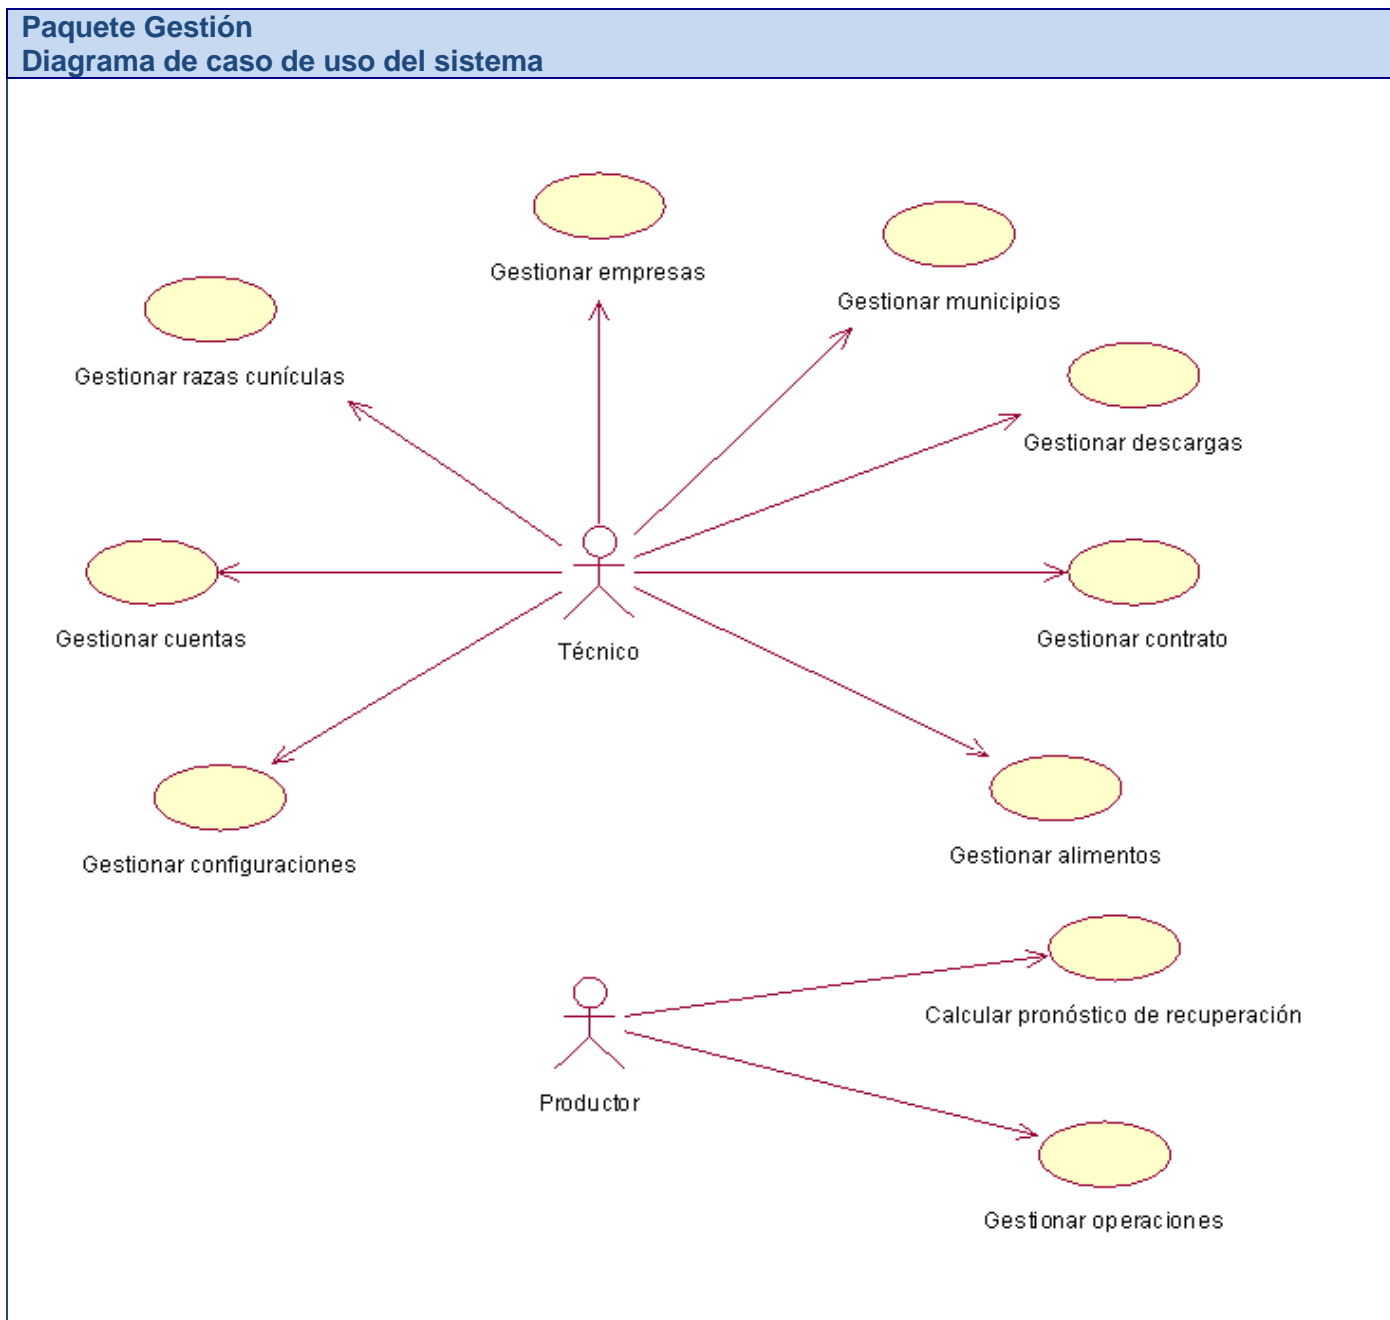 Paquete Gestión
Diagrama de caso de uso del sistema
Gestionar empresas
Gestionar municipios
Gestionar razas cunículas
Gestionar descargas
Gestionar cuentas
Técnico
Gestionar contrato
Gestionar configuraciones
Gestionar alimentos
Calcular pronóstico de recuperación
Productor
Gestionar operaciones